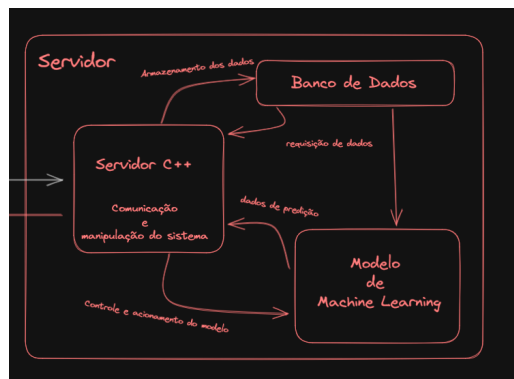 Servidor
Armazenamento dos dados
Banco de Dados
requisição de dados
Servidor C++
Comunicação
e
manipulação do sistema
dados de predição
Modelo
de
Machine Learning
Controle e acionamento do modelo